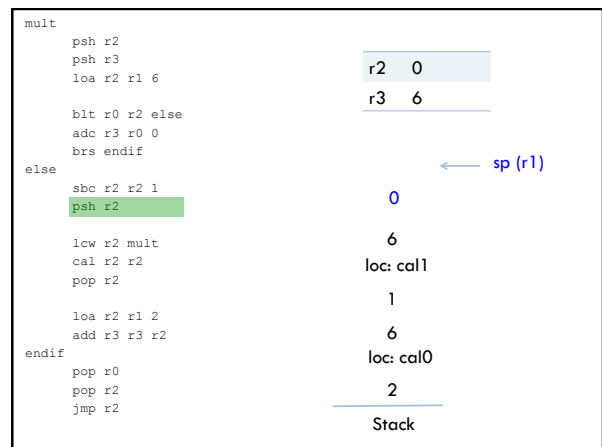 mult
psh r2
psh r3
loa r2 r1 6
blt r0 r2 else
adc r3 r0 0
brs endif
else
sbc r2 r2 1
psh r2
lcw r2 mult
cal r2 r2
pop r2
loa r2 r1 2
add r3 r3 r2
endif
pop r0
pop r2
jmp r2
r2 0
r3 6
sp (r1)
0
6
loc: cal1
1
6
loc: cal0
2
Stack